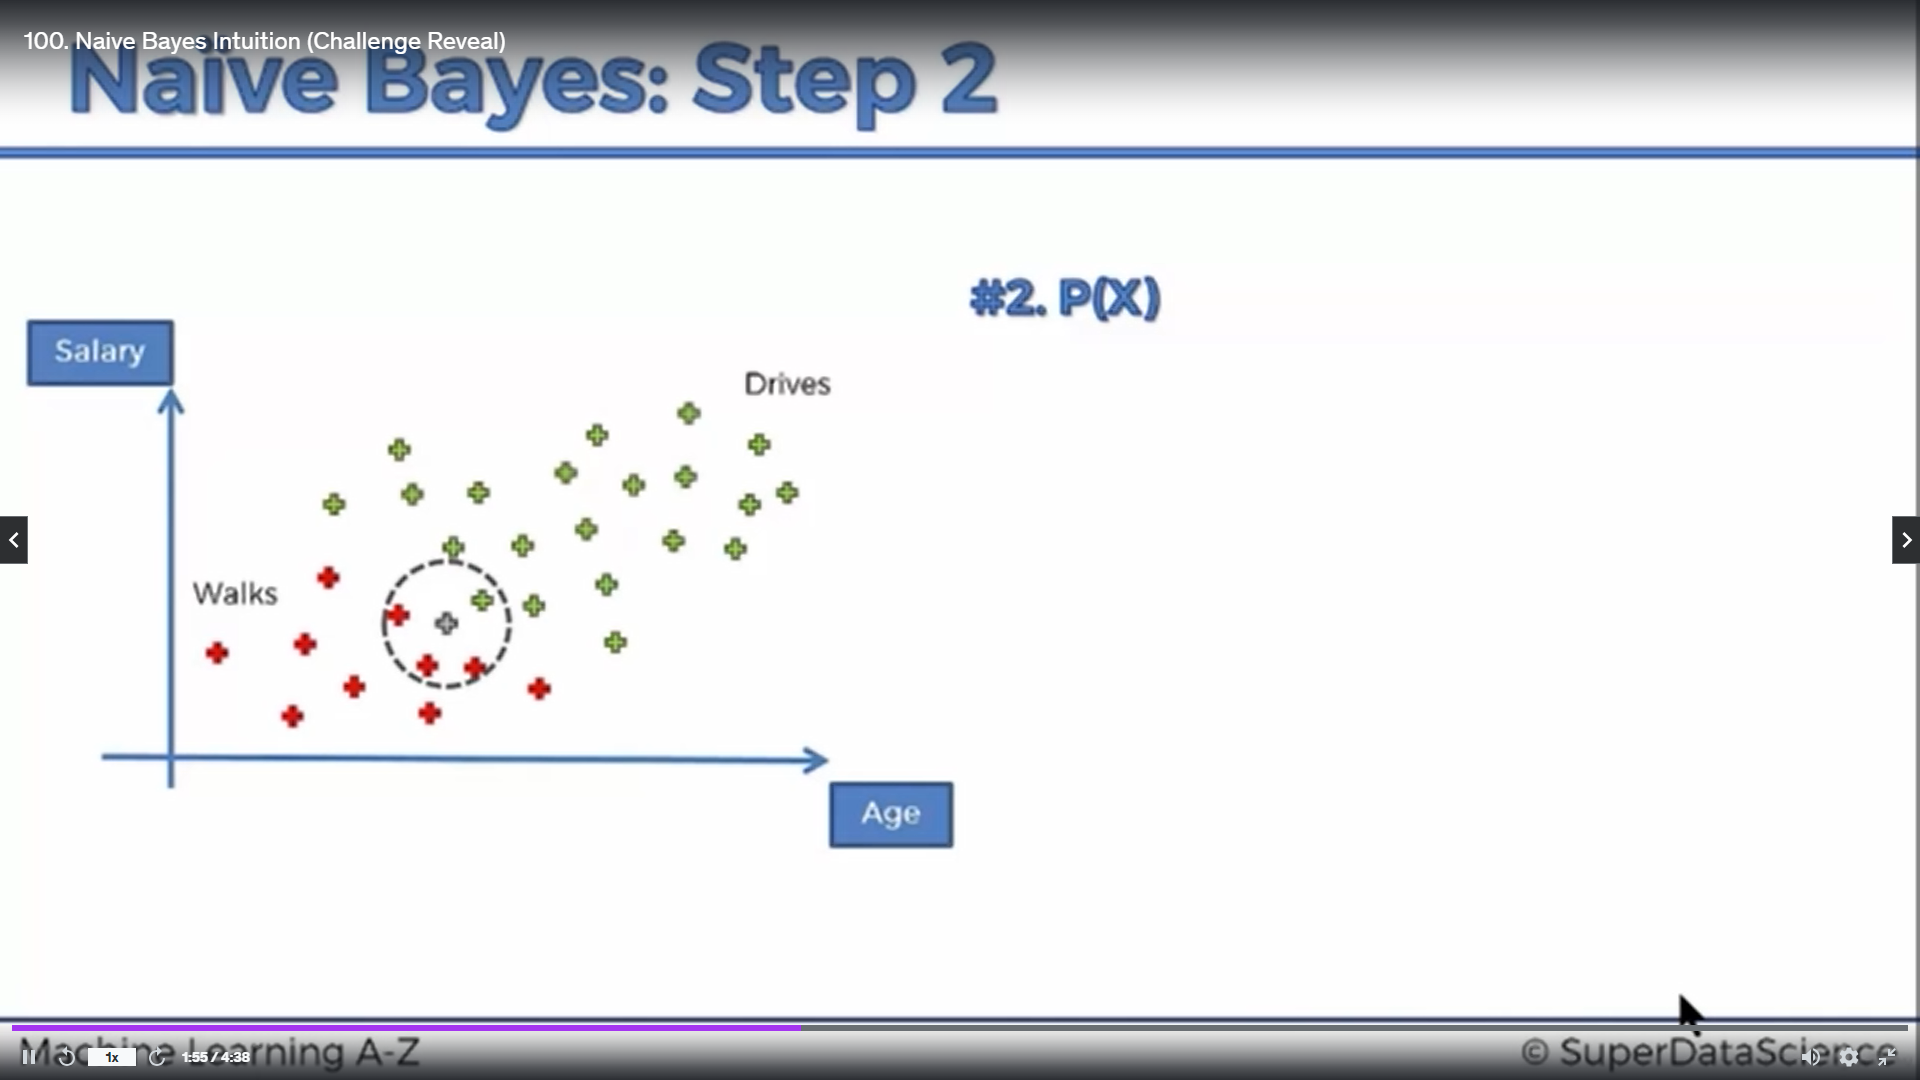 100. Naive Bayes Intuition (Challenge Reveal)
Naïve Bayes: Step 2
#2. P(X)
Salary
Drives
Walks
Age
Machine Learning A-Z
1x
1:55 / 4:38
© SuperDataScience